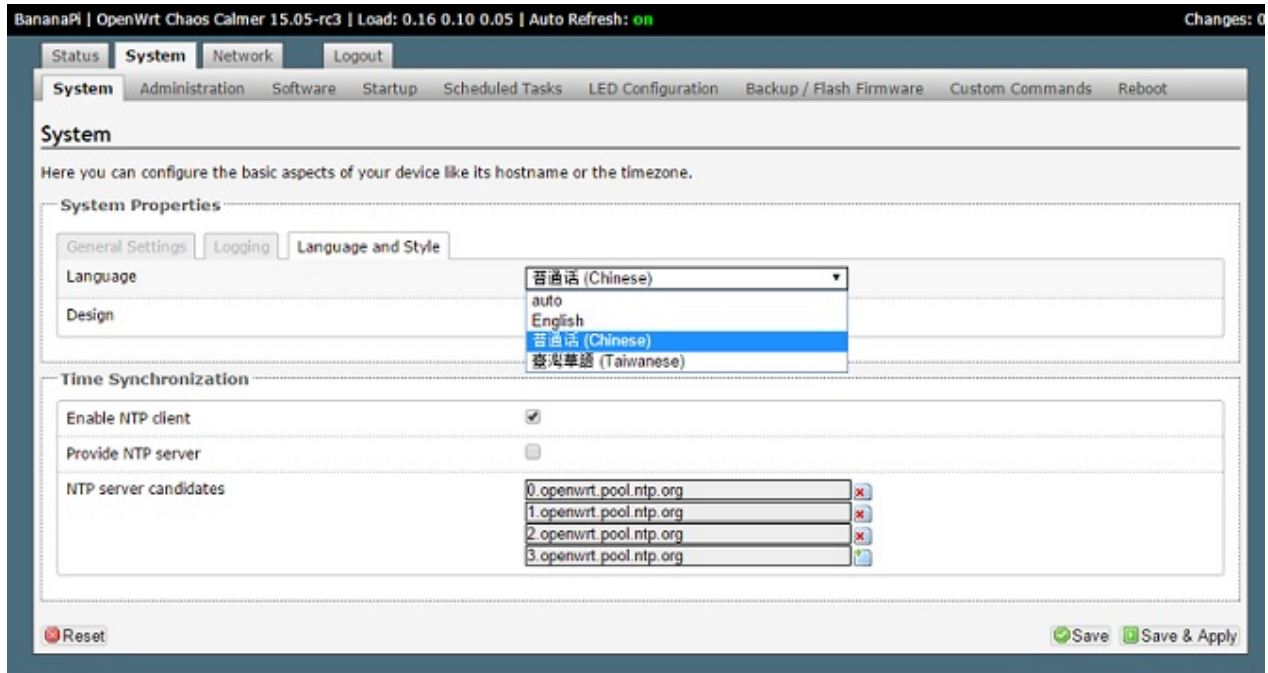 BananaPi | OpenWrt Chaos Calmer 15.05-rc3 | Load: 0.16 0.10 0.05 | Auto Refresh: on Changes: 0
Status System Network Logout
System Administration Software Startup Scheduled Tasks LED Configuration Backup / Flash Firmware Custom Commands Reboot
System
Here you can configure the basic aspects of your device like its hostname or the timezone.
System Properties
General Settings Logging Language and Style
Language 普通话 (Chinese)
auto
Design
English
普通话 (Chinese)
臺灣華語 (Taiwanese)
Time Synchronization
Enable NTP client
Provide NTP server
NTP server candidates 0.openwrt.pool.ntp.org
1.openwrt.pool.ntp.org
2.openwrt.pool.ntp.org
3.openwrt.pool.ntp.org
Reset Save Save & Apply